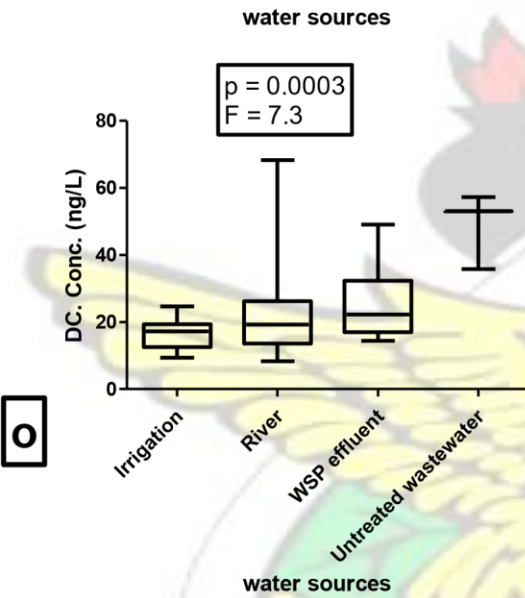 water sources
p = 0.0003
F = 7.3
80
60
40
20
0
DC. Conc. (ng/L)
Irrigation
River
WSP effluent
Untreated wastewater
o
water sources